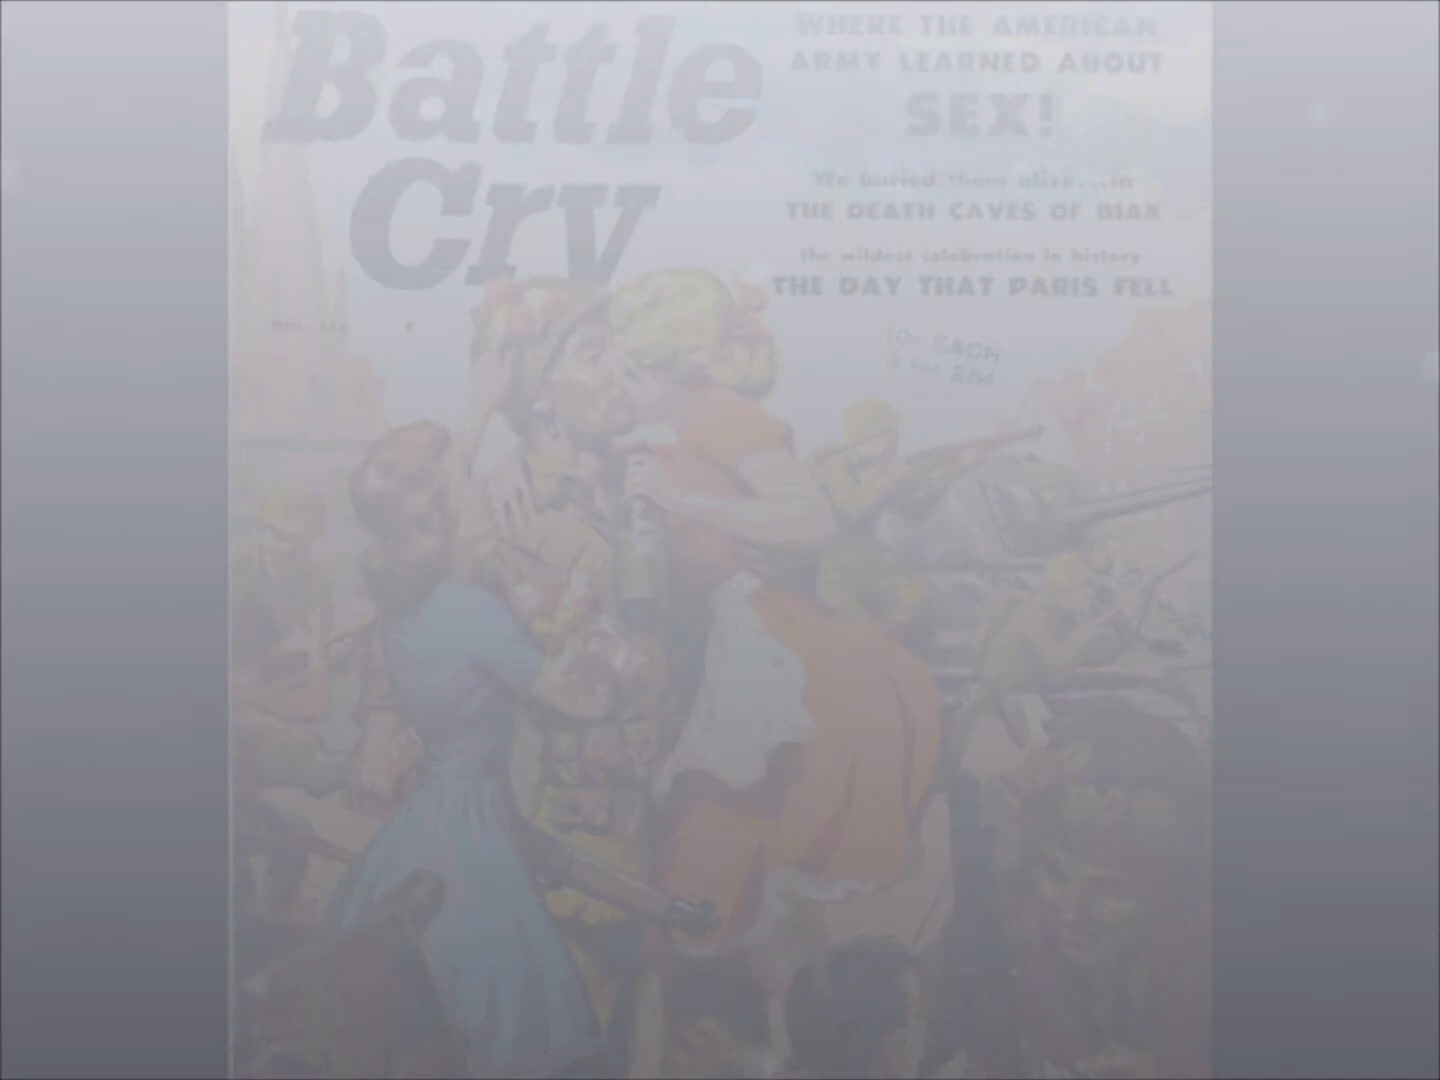 Battle
Cry
WHERE THE AMERICAN
ARMY LEARNED ABOUT
SEX!
We buried them alive...in
THE DEATH CAVES OF BIAK
the wildest celebration in history
THE DAY THAT PARIS FELL
EACH